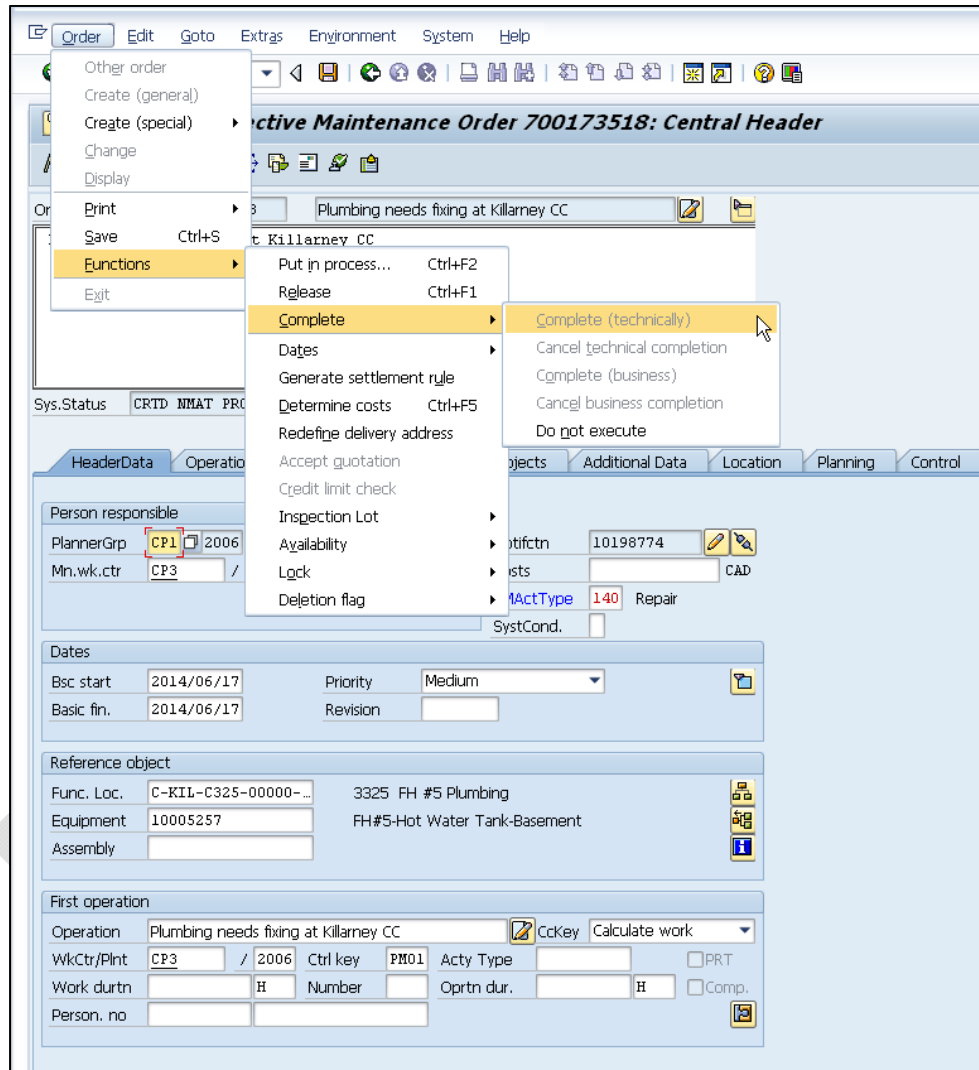 Order Edit Goto Extras Environment System Help
Other order
Create (general)
Create (special)
Change
Display
Print
Save Ctrl+S
Functions
Exit
ctive Maintenance Order 700173518: Central Header
Or 3 Plumbing needs fixing at Killarney CC
t Killarney CC
Put in process... Ctrl+F2
Release Ctrl+F1
Complete
Dates
Generate settlement rule
Determine costs Ctrl+F5
Redefine delivery address
Accept quotation
Credit limit check
Inspection Lot
Availability
Lock
Deletion flag
Complete (technically)
Cancel technical completion
Complete (business)
Cancel business completion
Do not execute
Sys.Status CRTD NMAT PRC
HeaderData Operatio bjects Additional Data Location Planning Control
Person responsible
PlannerGrp CP1 2006 otifctn 10198774
Mn.wk.ctr CP3 / osts CAD
MActType 140 Repair
SystCond.
Dates
Bsc start 2014/06/17 Priority Medium
Basic fin. 2014/06/17 Revision
Reference object
Func. Loc. C-KIL-C325-00000-… 3325 FH #5 Plumbing
Equipment 10005257 FH#5-Hot Water Tank-Basement
Assembly
First operation
Operation Plumbing needs fixing at Killarney CC CcKey Calculate work
WkCtr/Plnt CP3 / 2006 Ctrl key PM01 Acty Type PRT
Work durtn H Number Oprtn dur. H Comp.
Person. no